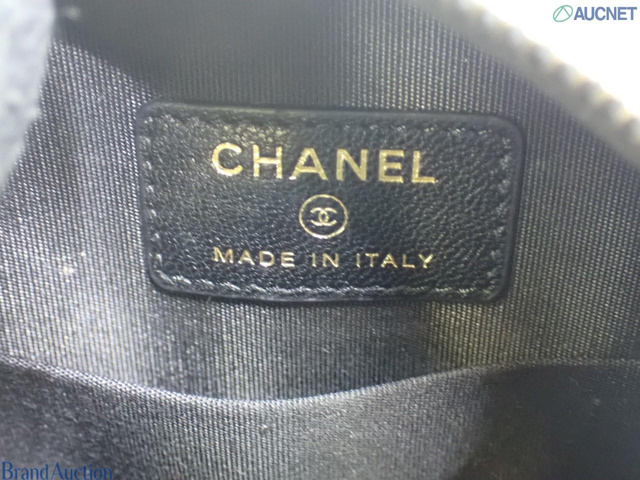 AUCNET
CHANEL
MADE IN ITALY
Brand Auction